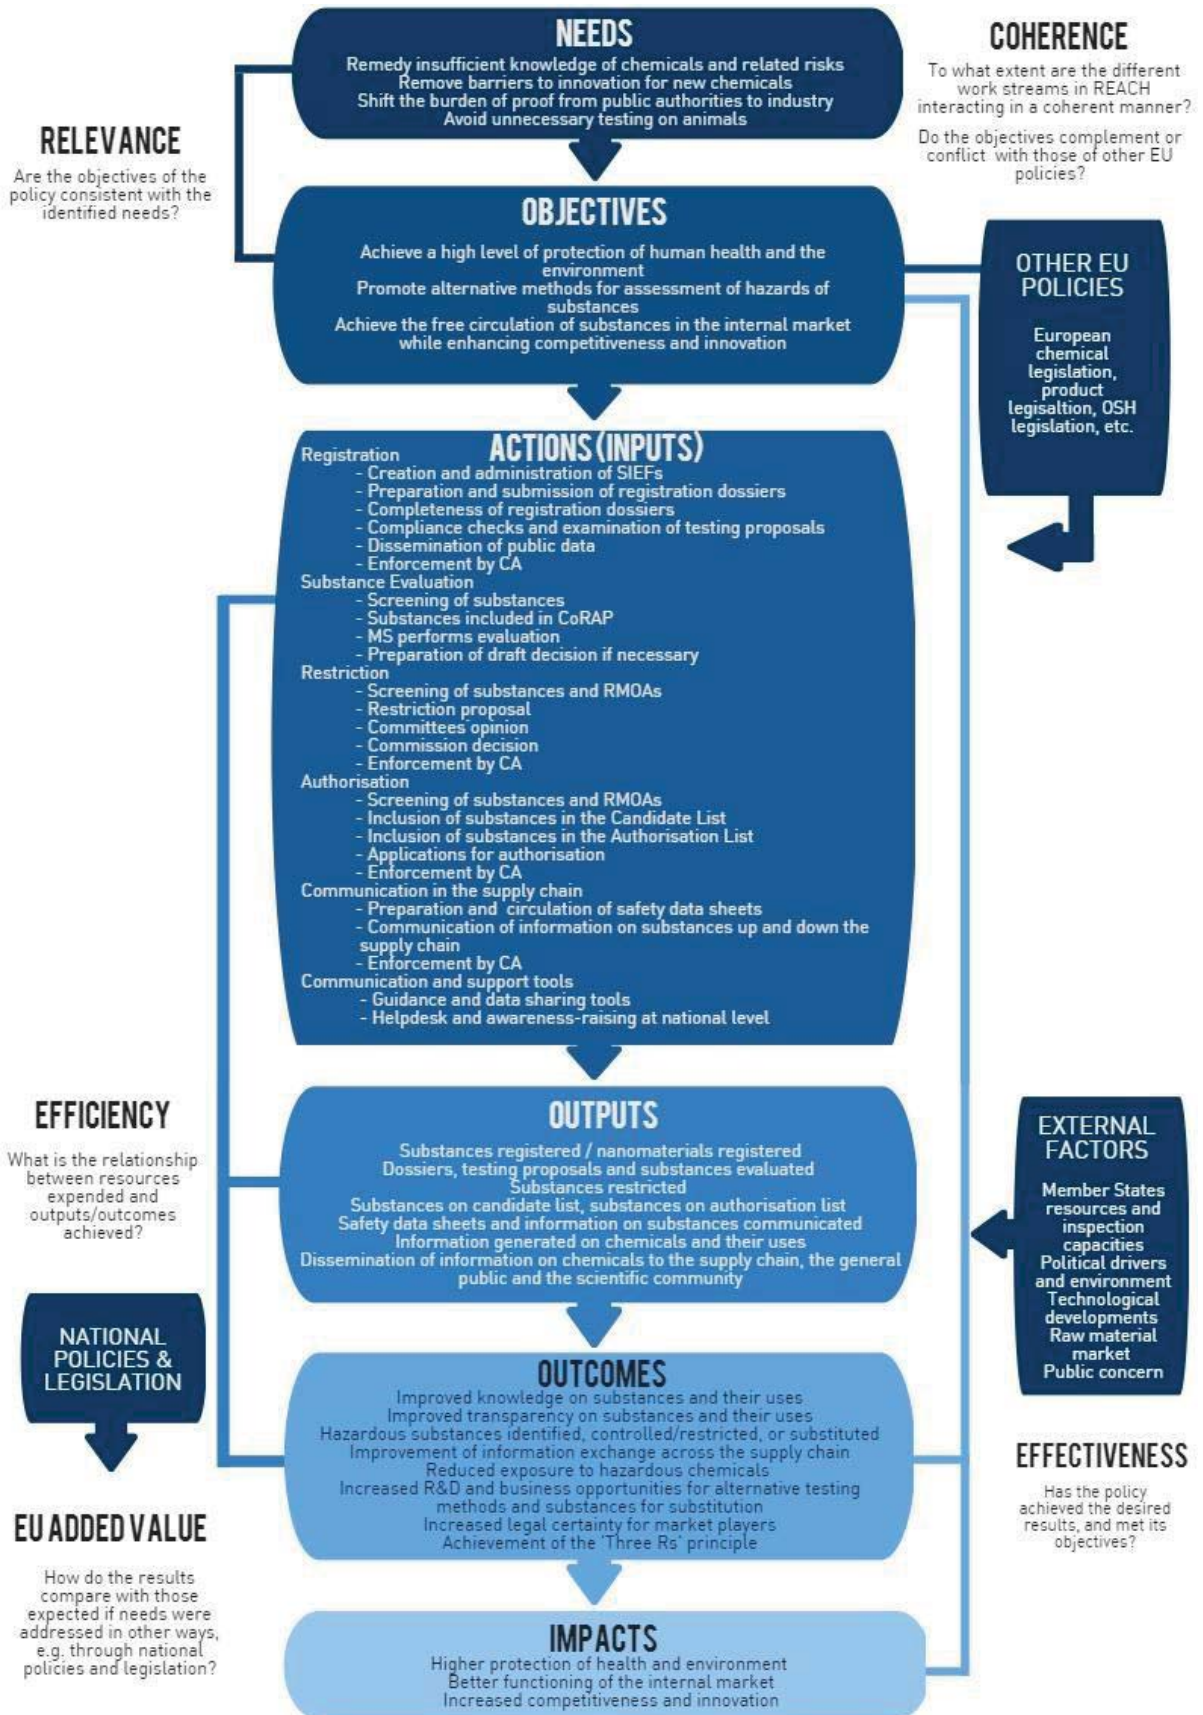 NEEDS
Remedy insufficient knowledge of chemicals and related risks
Remove barriers to innovation for new chemicals
Shift the burden of proof from public authorities to industry
Avoid unnecessary testing on animals
COHERENCE
To what extent are the different
work streams in REACH
interacting in a coherent manner?
Do the objectives complement or
conflict with those of other EU
policies?
RELEVANCE
Are the objectives of the
policy consistent with the
identified needs?
OBJECTIVES
Achieve a high level of protection of human health and the
environment
Promote alternative methods for assessment of hazards of
substances
Achieve the free circulation of substances in the internal market
while enhancing competitiveness and innovation
OTHER EU
POLICIES
European
chemical
legislation,
product
legisaltion, OSH
legislation, etc.
ACTIONS (INPUTS)
Registration
- Creation and administration of SIEFs
- Preparation and submission of registration dossiers
- Completeness of registration dossiers
- Compliance checks and examination of testing proposals
- Dissemination of public data
- Enforcement by CA
Substance Evaluation
- Screening of substances
- Substances included in CoRAP
- MS performs evaluation
- Preparation of draft decision if necessary
Restriction
- Screening of substances and RMOAs
- Restriction proposal
- Committees opinion
- Commission decision
- Enforcement by CA
Authorisation
- Screening of substances and RMOAs
- Inclusion of substances in the Candidate List
- Inclusion of substances in the Authorisation List
- Applications for authorisation
- Enforcement by CA
Communication in the supply chain
- Preparation and circulation of safety data sheets
- Communication of information on substances up and down the
supply chain
- Enforcement by CA
Communication and support tools
- Guidance and data sharing tools
- Helpdesk and awareness-raising at national level
EFFICIENCY
What is the relationship
between resources
expended and
outputs/outcomes
achieved?
OUTPUTS
Substances registered / nanomaterials registered
Dossiers, testing proposals and substances evaluated
Substances restricted
Substances on candidate list, substances on authorisation list
Safety data sheets and information on substances communicated
Information generated on chemicals and their uses
Dissemination of information on chemicals to the supply chain, the general
public and the scientific community
EXTERNAL
FACTORS
Member States
resources and
inspection
capacities
Political drivers
and environment
Technological
developments
Raw material
market
Public concern
NATIONAL
POLICIES &
LEGISLATION
OUTCOMES
Improved knowledge on substances and their uses
Improved transparency on substances and their uses
Hazardous substances identified, controlled/restricted, or substituted
Improvement of information exchange across the supply chain
Reduced exposure to hazardous chemicals
Increased R&D and business opportunities for alternative testing
methods and substances for substitution
Increased legal certainty for market players
Achievement of the 'Three Rs' principle
EFFECTIVENESS
Has the policy
achieved the desired
results, and met its
objectives?
EU ADDED VALUE
How do the results
compare with those
expected if needs were
addressed in other ways,
e.g. through national
policies and legislation?
IMPACTS
Higher protection of health and environment
Better functioning of the internal market
Increased competitiveness and innovation